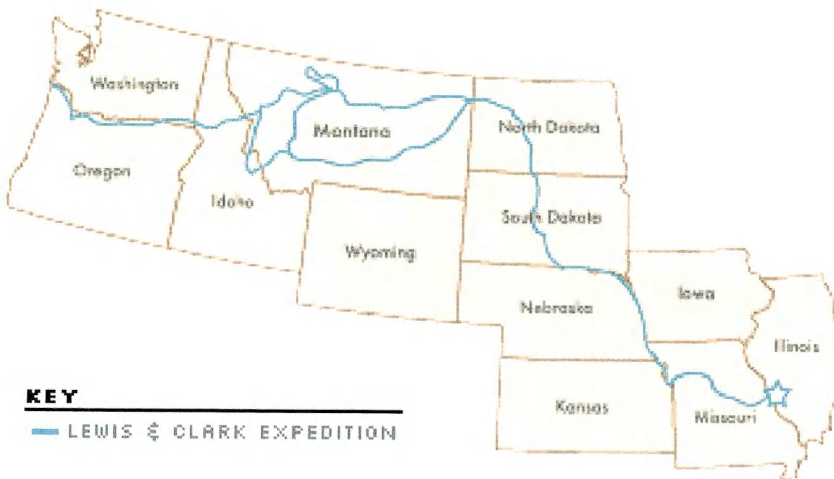 Washington
Montana
North Dakota
Oregon
Idaho
South Dakota
Wyoming
Iowa
Nebraska
Illinois
KEY
Kansas
Missouri
LEWIS & CLARK EXPEDITION